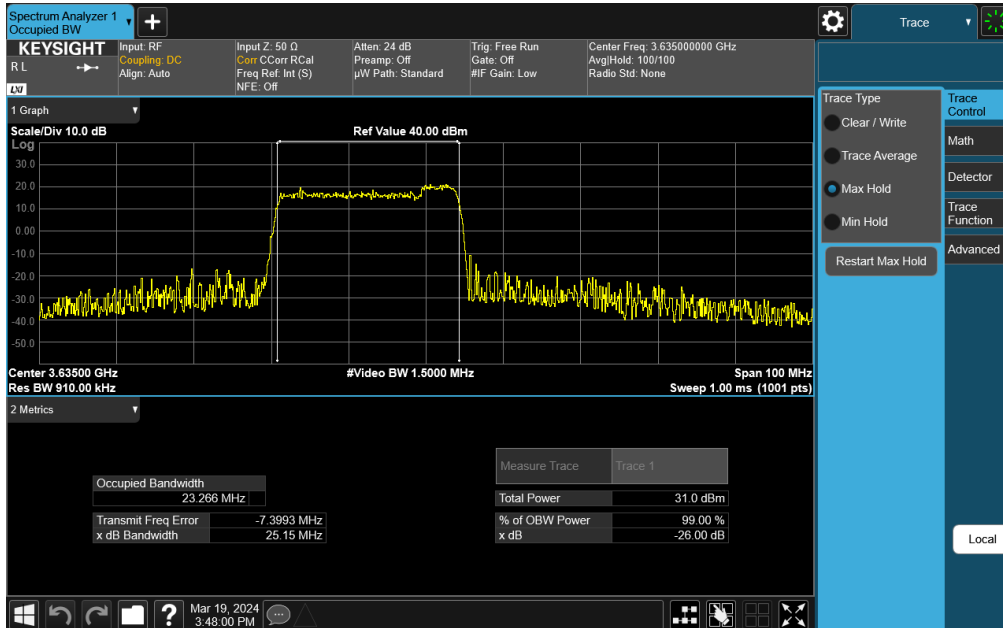 Spectrum Analyzer 1
Occupied BW
Trace
KEYSIGHT
R L
LXI
Input: RF
Coupling: DC
Align: Auto
Input Z: 50 Ω
Corr CCorr RCal
Freq Ref: Int (S)
NFE: Off
Atten: 24 dB
Preamp: Off
µW Path: Standard
Trig: Free Run
Gate: Off
#IF Gain: Low
Center Freq: 3.635000000 GHz
Avg|Hold: 100/100
Radio Std: None
1 Graph
Scale/Div 10.0 dB
Ref Value 40.00 dBm
Log
30.0
20.0
10.0
0.00
-10.0
-20.0
-30.0
-40.0
-50.0
Center 3.63500 GHz
#Video BW 1.5000 MHz
Span 100 MHz
Res BW 910.00 kHz
Sweep 1.00 ms (1001 pts)
2 Metrics
Measure Trace
Trace 1
Occupied Bandwidth
23.266 MHz
Total Power
31.0 dBm
Transmit Freq Error
-7.3993 MHz
% of OBW Power
99.00 %
x dB Bandwidth
25.15 MHz
x dB
-26.00 dB
Trace Type
Clear / Write
Trace Average
Max Hold
Min Hold
Restart Max Hold
Trace
Control
Math
Detector
Trace
Function
Advanced
Local
?
Mar 19, 2024
3:48:00 PM